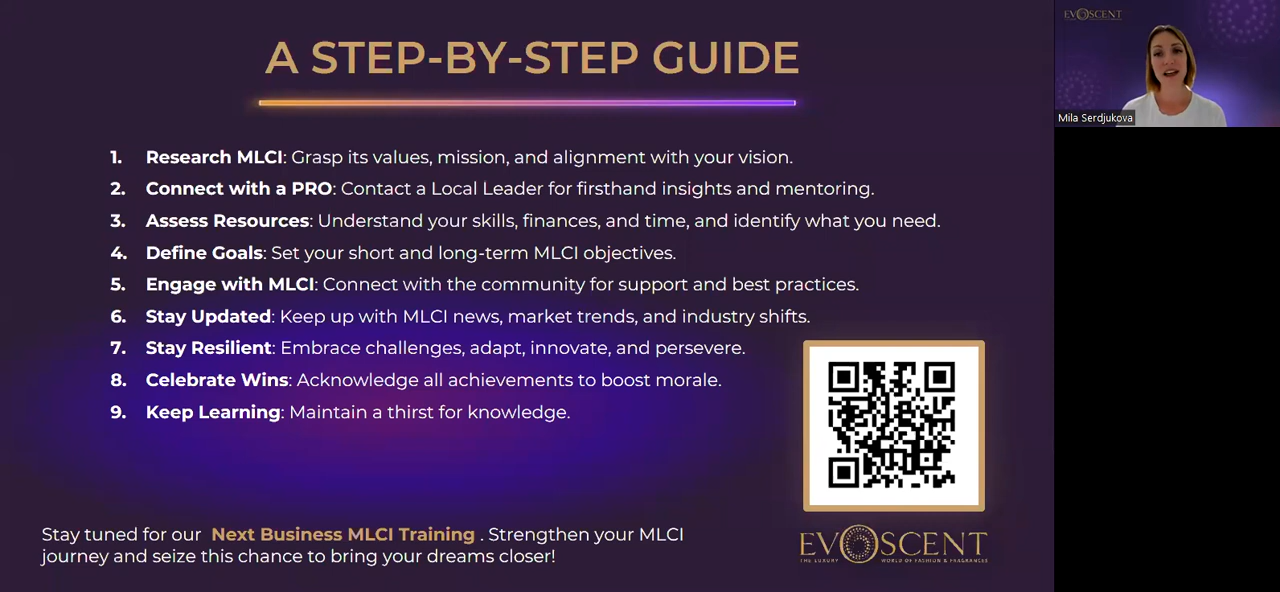 A STEP-BY-STEP GUIDE
1. Research MLCI: Grasp its values, mission, and alignment with your vision.
2. Connect with a PRO: Contact a Local Leader for firsthand insights and mentoring.
3. Assess Resources: Understand your skills, finances, and time, and identify what you need.
4. Define Goals: Set your short and long-term MLCI objectives.
5. Engage with MLCI: Connect with the community for support and best practices.
6. Stay Updated: Keep up with MLCI news, market trends, and industry shifts.
7. Stay Resilient: Embrace challenges, adapt, innovate, and persevere.
8. Celebrate Wins: Acknowledge all achievements to boost morale.
9. Keep Learning: Maintain a thirst for knowledge.
Stay tuned for our Next Business MLCI Training . Strengthen your MLCI
journey and seize this chance to bring your dreams closer!
EVOSCENT
THE LUXURY WORLD OF FASHION & FRAGRANCES
EVOSCENT
Mila Serdjukova